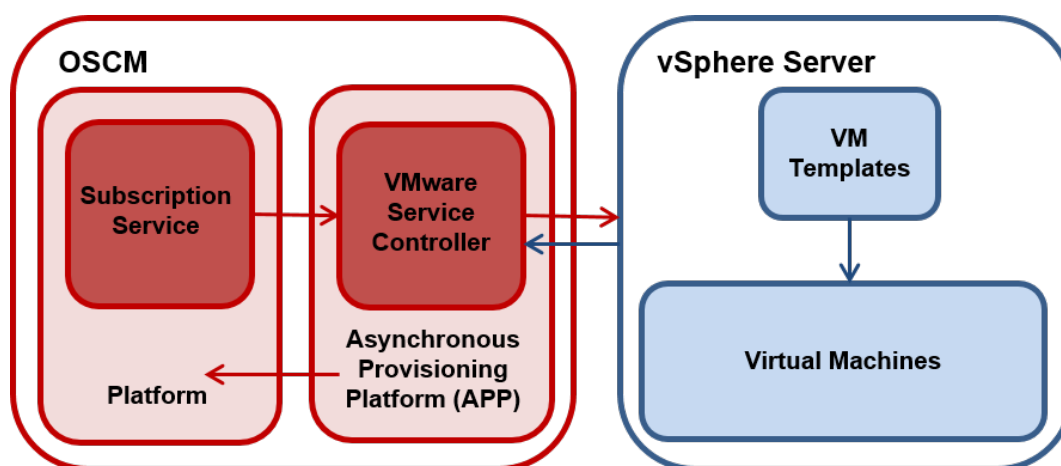 OSCM
Subscription
Service
Platform
VMware
Service
Controller
Asynchronous
Provisioning
Platform (APP)
vSphere Server
VM
Templates
Virtual Machines